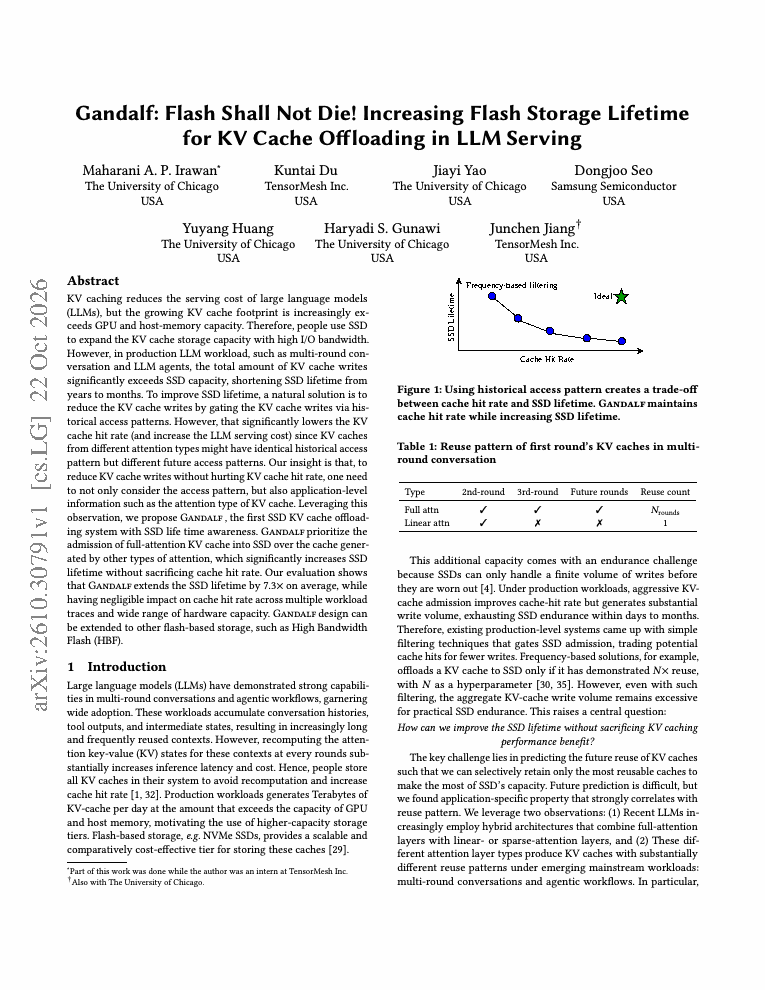 Gandalf: Flash Shall Not Die! Increasing Flash Storage Lifetime
for KV Cache Offloading in LLM Serving
Maharani A. P. Irawan*
The University of Chicago
USA
Kuntai Du
TensorMesh Inc.
USA
Jiayi Yao
The University of Chicago
USA
Dongjoo Seo
Samsung Semiconductor
USA
Yuyang Huang
The University of Chicago
USA
Haryadi S. Gunawi
The University of Chicago
USA
Junchen Jiang†
TensorMesh Inc.
USA
arXiv:2610.30791v1 [cs.LG] 22 Oct 2026
Abstract
KV caching reduces the serving cost of large language models
(LLMs), but the growing KV cache footprint is increasingly ex-
ceeds GPU and host-memory capacity. Therefore, people use SSD
to expand the KV cache storage capacity with high I/O bandwidth.
However, in production LLM workload, such as multi-round con-
versation and LLM agents, the total amount of KV cache writes
significantly exceeds SSD capacity, shortening SSD lifetime from
years to months. To improve SSD lifetime, a natural solution is to
reduce the KV cache writes by gating the KV cache writes via his-
torical access patterns. However, that significantly lowers the KV
cache hit rate (and increase the LLM serving cost) since KV caches
from different attention types might have identical historical access
pattern but different future access patterns. Our insight is that, to
reduce KV cache writes without hurting KV cache hit rate, one need
to not only consider the access pattern, but also application-level
information such as the attention type of KV cache. Leveraging this
observation, we propose Gandalf , the first SSD KV cache offload-
ing system with SSD life time awareness. Gandalf prioritize the
admission of full-attention KV cache into SSD over the cache gener-
ated by other types of attention, which significantly increases SSD
lifetime without sacrificing cache hit rate. Our evaluation shows
that Gandalf extends the SSD lifetime by 7.3× on average, while
having negligible impact on cache hit rate across multiple workload
traces and wide range of hardware capacity. Gandalf design can
be extended to other flash-based storage, such as High Bandwidth
Flash (HBF).
1 Introduction
Large language models (LLMs) have demonstrated strong capabili-
ties in multi-round conversations and agentic workflows, garnering
wide adoption. These workloads accumulate conversation histories,
tool outputs, and intermediate states, resulting in increasingly long
and frequently reused contexts. However, recomputing the atten-
tion key-value (KV) states for these contexts at every rounds sub-
stantially increases inference latency and cost. Hence, people store
all KV caches in their system to avoid recomputation and increase
cache hit rate [1, 32]. Production workloads generates Terabytes of
KV-cache per day at the amount that exceeds the capacity of GPU
and host memory, motivating the use of higher-capacity storage
tiers. Flash-based storage, e.g. NVMe SSDs, provides a scalable and
comparatively cost-effective tier for storing these caches [29].
*Part of this work was done while the author was an intern at TensorMesh Inc.
†Also with The University of Chicago.
SSD Lifetime
Frequency-based filtering
Ideal
Cache Hit Rate
Figure 1: Using historical access pattern creates a trade-off
between cache hit rate and SSD lifetime. Gandalf maintains
cache hit rate while increasing SSD lifetime.
Table 1: Reuse pattern of first round's KV caches in multi-
round conversation
Type 2nd-round 3rd-round Future rounds Reuse count
Full attn ✓ ✓ ✓ Nrounds
Linear attn ✓ ✗ ✗ 1
This additional capacity comes with an endurance challenge
because SSDs can only handle a finite volume of writes before
they are worn out [4]. Under production workloads, aggressive KV-
cache admission improves cache-hit rate but generates substantial
write volume, exhausting SSD endurance within days to months.
Therefore, existing production-level systems came up with simple
filtering techniques that gates SSD admission, trading potential
cache hits for fewer writes. Frequency-based solutions, for example,
offloads a KV cache to SSD only if it has demonstrated N× reuse,
with N as a hyperparameter [30, 35]. However, even with such
filtering, the aggregate KV-cache write volume remains excessive
for practical SSD endurance. This raises a central question:
How can we improve the SSD lifetime without sacrificing KV caching
performance benefit?
The key challenge lies in predicting the future reuse of KV caches
such that we can selectively retain only the most reusable caches to
make the most of SSD's capacity. Future prediction is difficult, but
we found application-specific property that strongly correlates with
reuse pattern. We leverage two observations: (1) Recent LLMs in-
creasingly employ hybrid architectures that combine full-attention
layers with linear- or sparse-attention layers, and (2) These dif-
ferent attention layer types produce KV caches with substantially
different reuse patterns under emerging mainstream workloads:
multi-round conversations and agentic workflows. In particular,